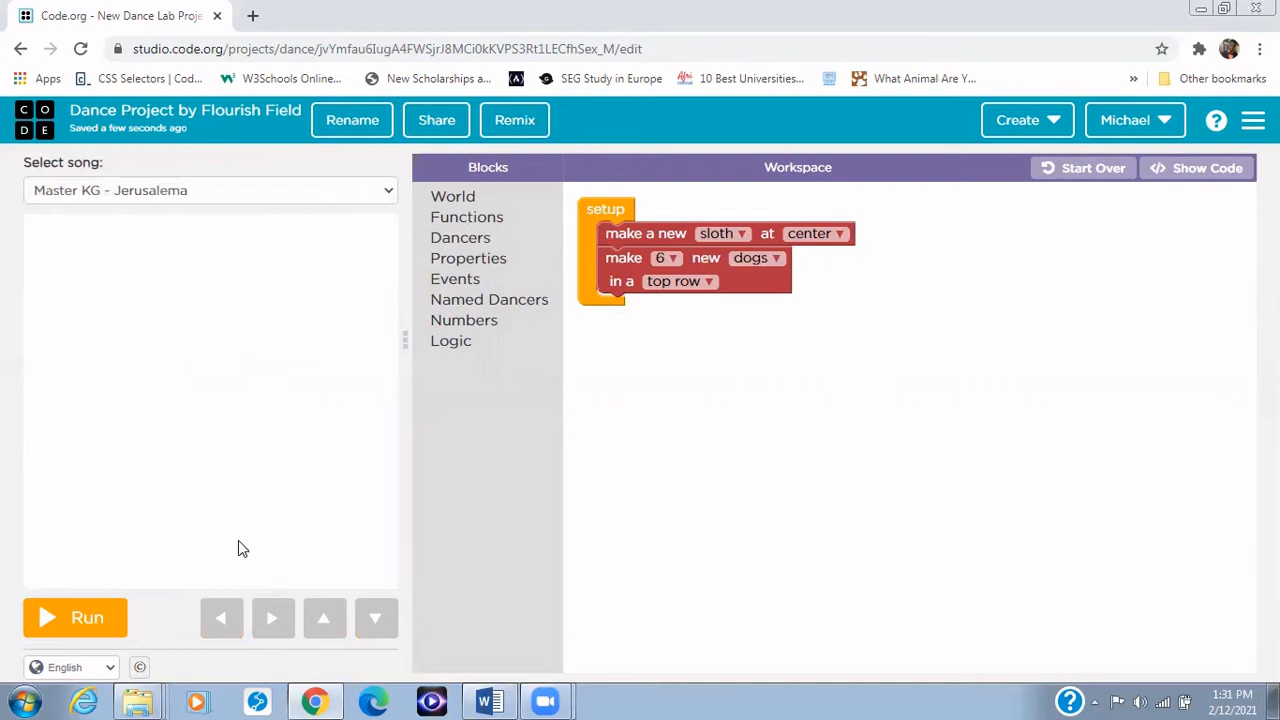 Code.org - New Dance Lab Proje
studio.code.org/projects/dance/jvYmfau6IugA4FWSjrJ8MCi0kKVPS3Rt1LECfhSex_M/edit
Apps
CSS Selectors | Cod...
W3Schools Online...
New Scholarships a...
SEG Study in Europe
Afri
10 Best Universities...
What Animal Are Y...
»
Other bookmarks
C O
D E
Dance Project by Flourish Field
Saved a few seconds ago
Rename
Share
Remix
Create
Michael
?
Select song:
Master KG - Jerusalema
Blocks
Workspace
Start Over
</> Show Code
World
Functions
Dancers
Properties
Events
Named Dancers
Numbers
Logic
setup
make a new sloth at center
make 6 new dogs
in a top row
Run
English
©
1:31 PM
2/12/2021